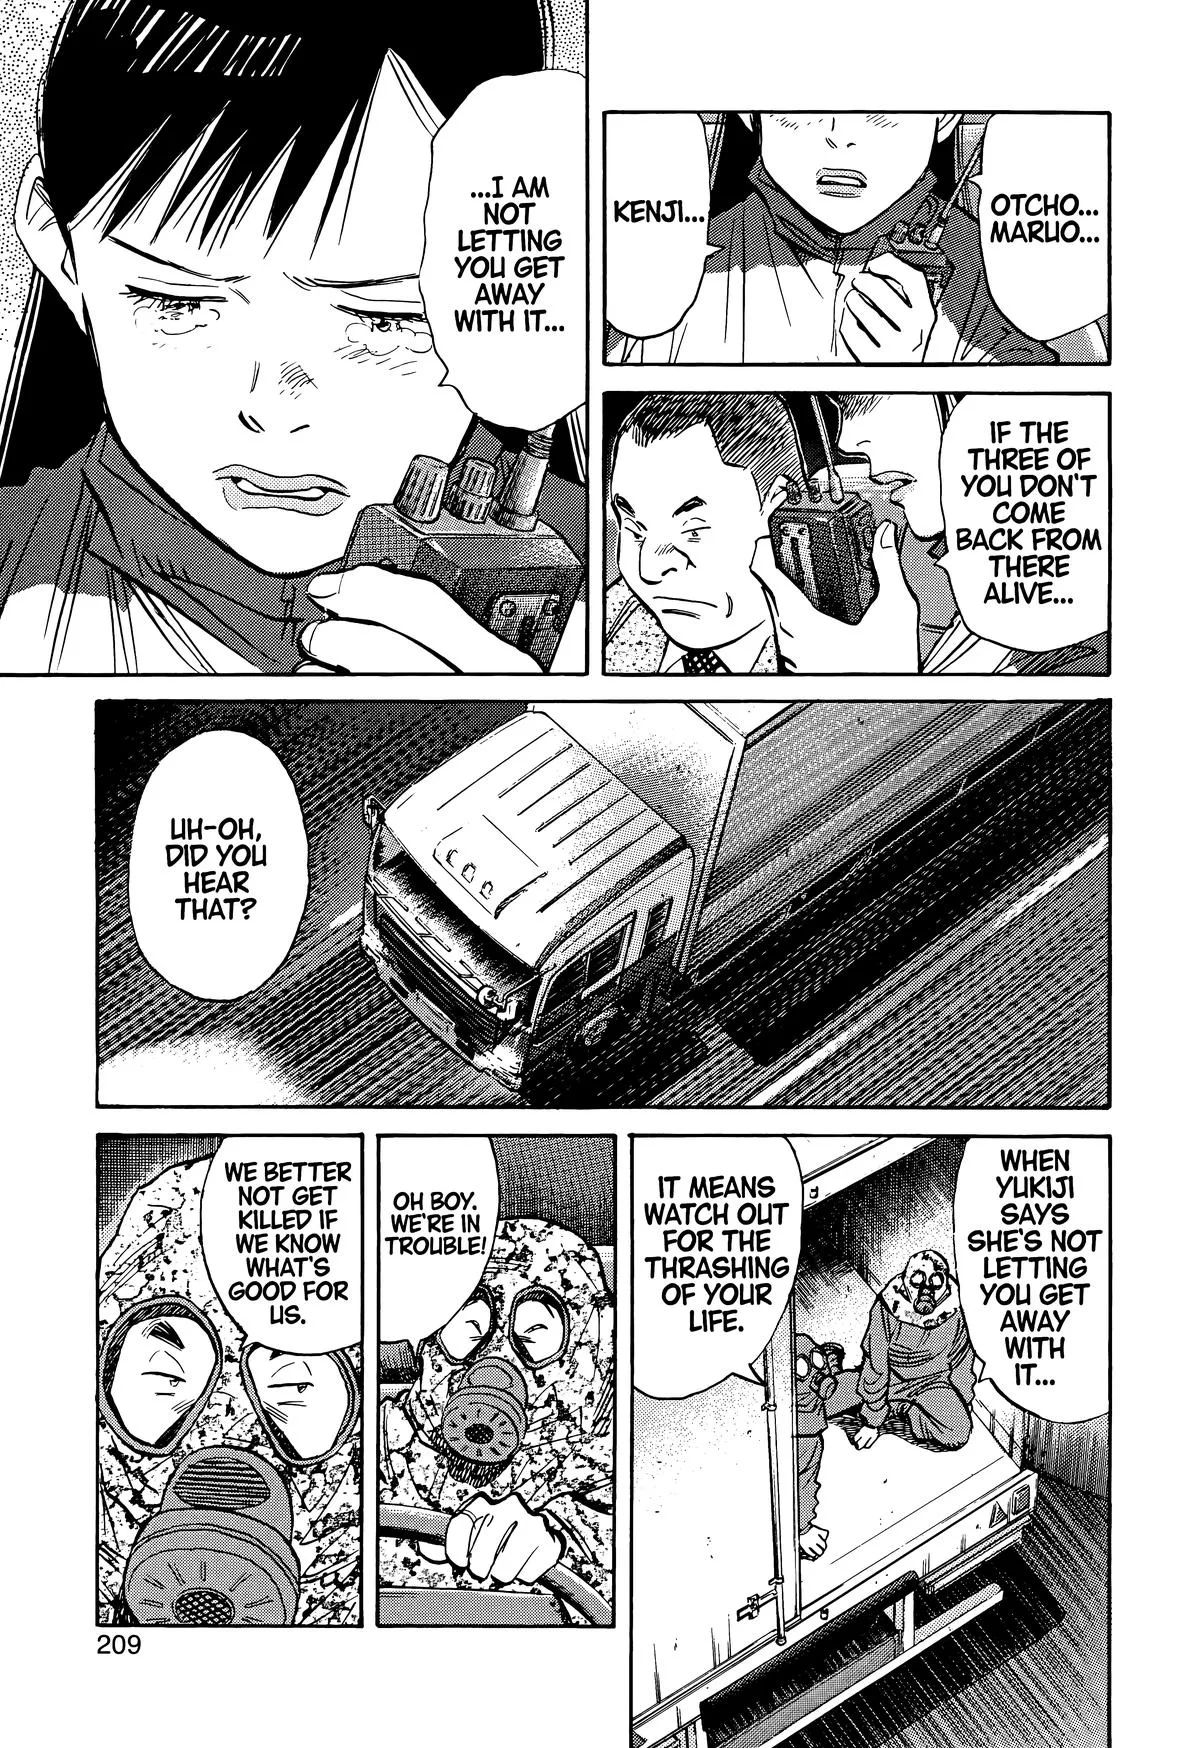 OTCHO...
MARUO...
KENJI...
IF THE
THREE OF
YOU DON'T
COME
BACK FROM
THERE
ALIVE...
...I AM
NOT
LETTING
YOU GET
AWAY
WITH IT...
UH-OH,
DID YOU
HEAR
THAT?
WHEN
YUKIJI
SAYS
SHE'S NOT
LETTING
YOU GET
AWAY
WITH
IT...
IT MEANS
WATCH OUT
FOR THE
THRASHING
OF YOUR
LIFE.
OH BOY.
WE'RE IN
TROUBLE!
WE BETTER
NOT GET
KILLED IF
WE KNOW
WHAT'S
GOOD FOR
US.
209